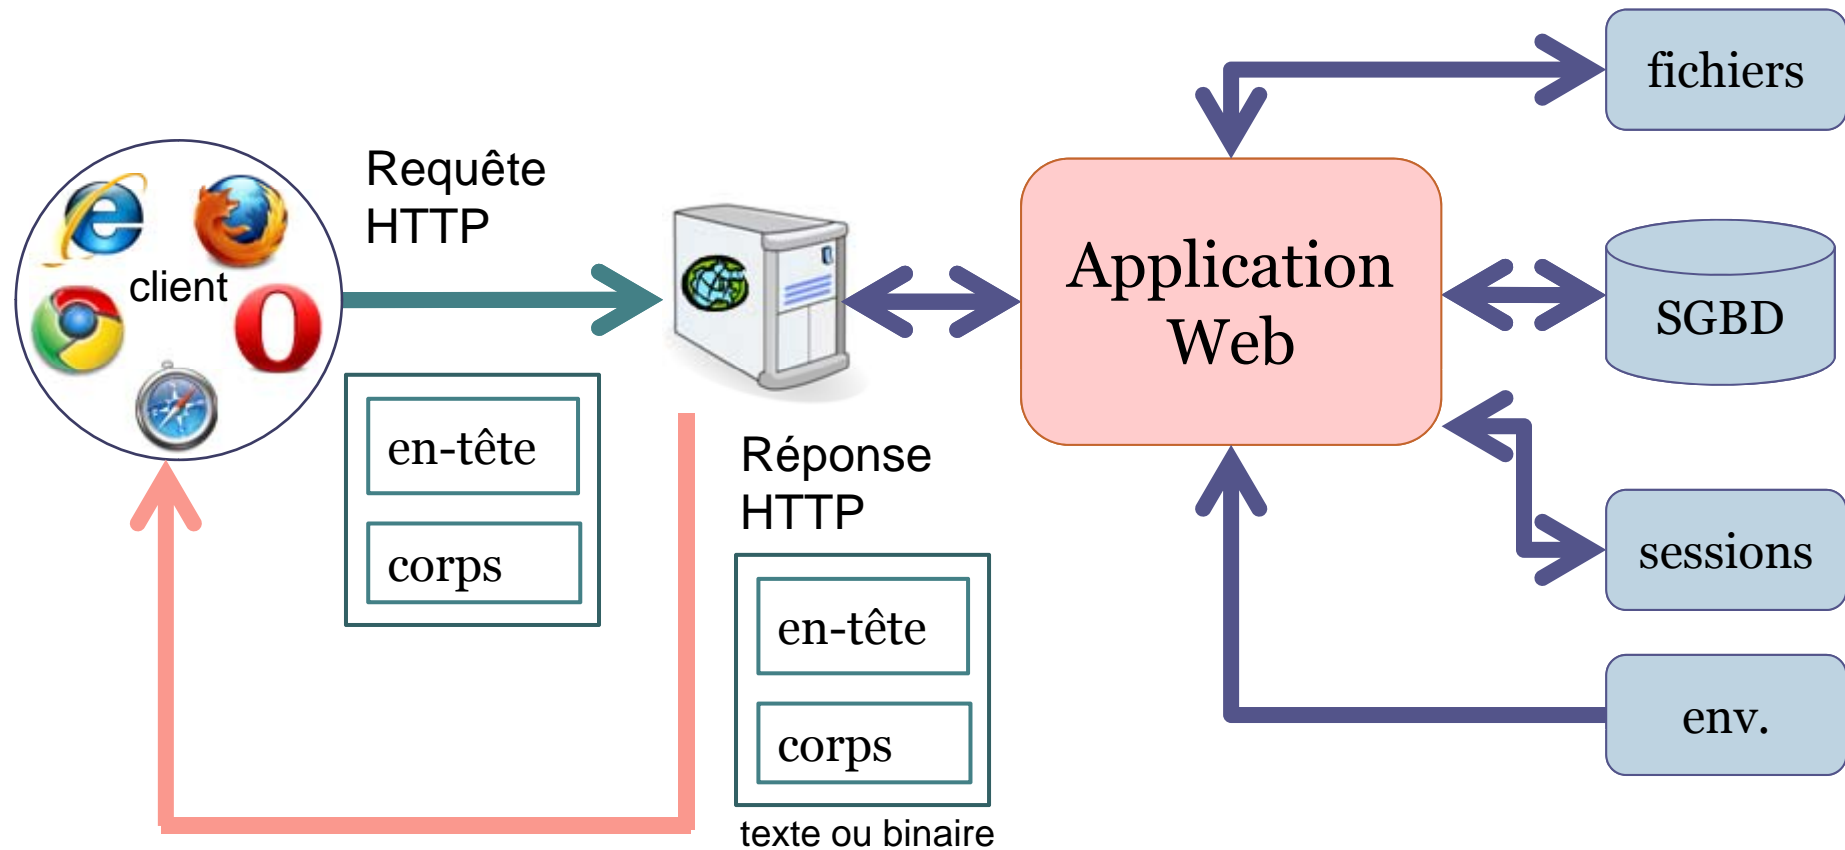 client
Requête
HTTP
en-tête
corps
Réponse
HTTP
en-tête
corps
texte ou binaire
Application
Web
fichiers
SGBD
sessions
env.